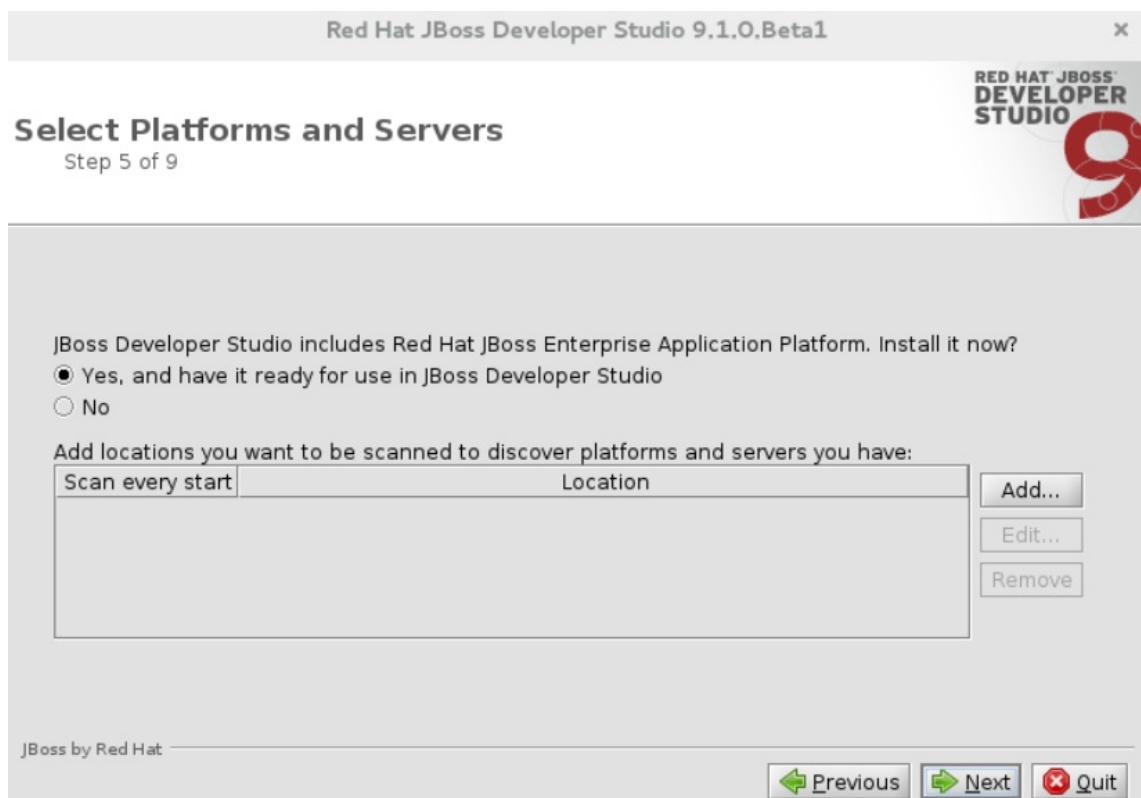 Red Hat JBoss Developer Studio 9.1.0.Beta1
RED HAT JBOSS
DEVELOPER
STUDIO
9
Select Platforms and Servers
Step 5 of 9
JBoss Developer Studio includes Red Hat JBoss Enterprise Application Platform. Install it now?
Yes, and have it ready for use in JBoss Developer Studio
No
Add locations you want to be scanned to discover platforms and servers you have:
Scan every start Location
Add...
Edit...
Remove
JBoss by Red Hat
Previous Next Quit